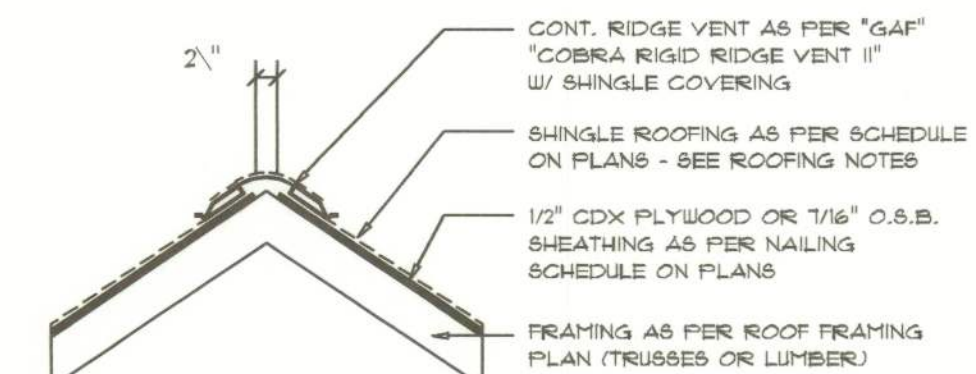 CONT. RIDGE VENT AS PER "GAF"
2\"
"COBRA RIGID RIDGE VENT II"
W/ SHINGLE COVERING
SHINGLE ROOFING AS PER SCHEDULE
ON PLANS - SEE ROOFING NOTES
1/2" CDX PLYWOOD OR 7/16" O.S.B.
SHEATHING AS PER NAILING
SCHEDULE ON PLANS
FRAMING AS PER ROOF FRAMING
PLAN (TRUSSES OR LUMBER)